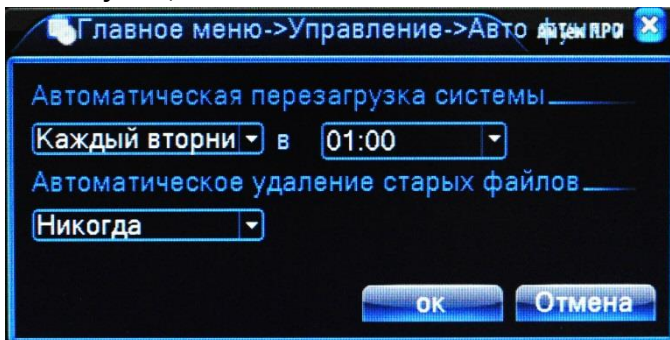 Главное меню->Управление->Авто
Автоматическая перезагрузка системы
Каждый вторни в 01:00
Автоматическое удаление старых файлов
Никогда
ок Отмена